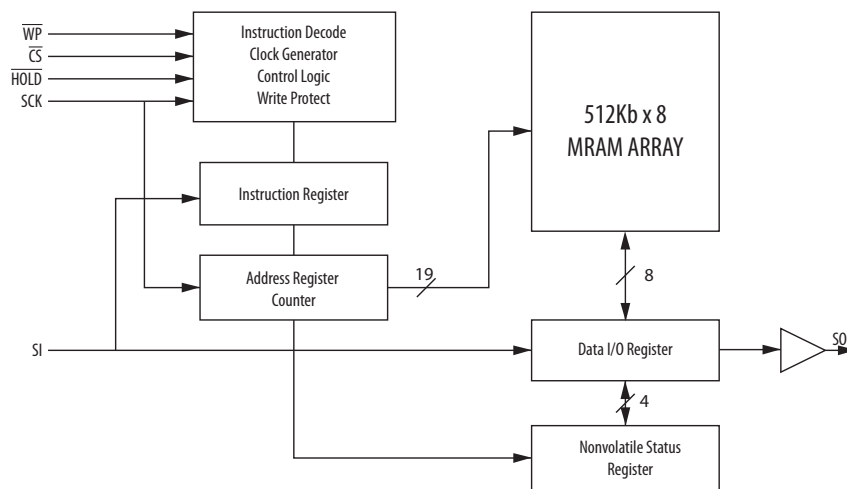 WP
CS
HOLD
SCK
Instruction Decode
Clock Generator
Control Logic
Write Protect
512Kb x 8
MRAM ARRAY
Instruction Register
Address Register
Counter
19
8
SI
Data I/O Register
SO
4
Nonvolatile Status
Register